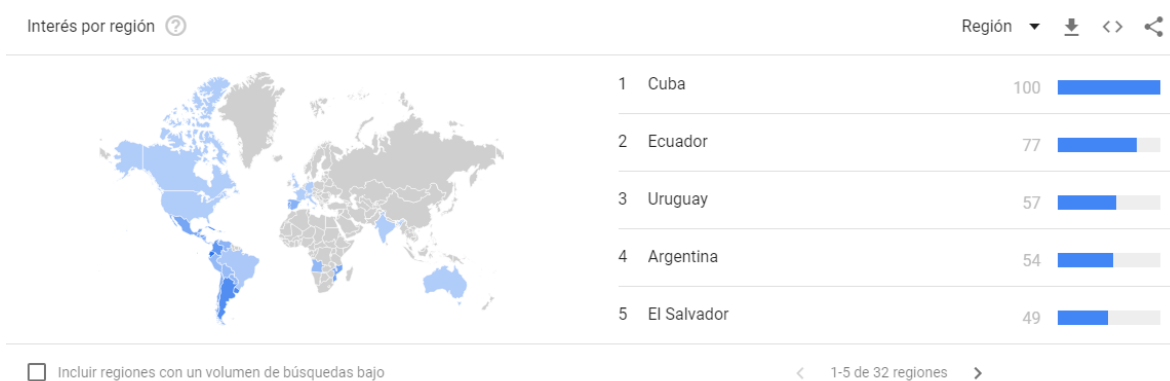 Interés por región ?
Región
1 Cuba 100
2 Ecuador 77
3 Uruguay 57
4 Argentina 54
5 El Salvador 49
Incluir regiones con un volumen de búsquedas bajo
1-5 de 32 regiones